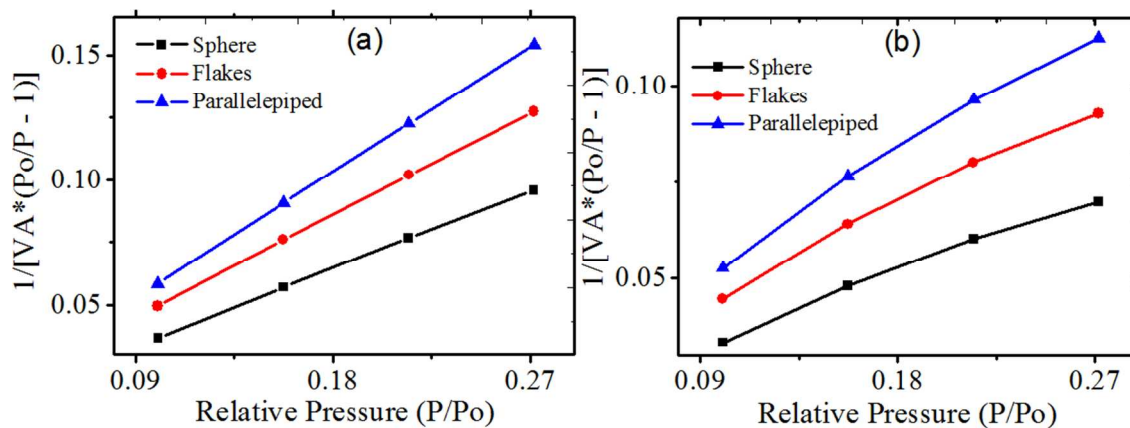 (a)
Sphere
Flakes
Parallelepiped
0.15
0.10
0.05
1/[VA*(Po/P - 1)]
0.09 0.18 0.27
Relative Pressure (P/Po)
(b)
Sphere
Flakes
Parallelepiped
0.10
0.05
1/[VA*(Po/P - 1)]
0.09 0.18 0.27
Relative Pressure (P/Po)